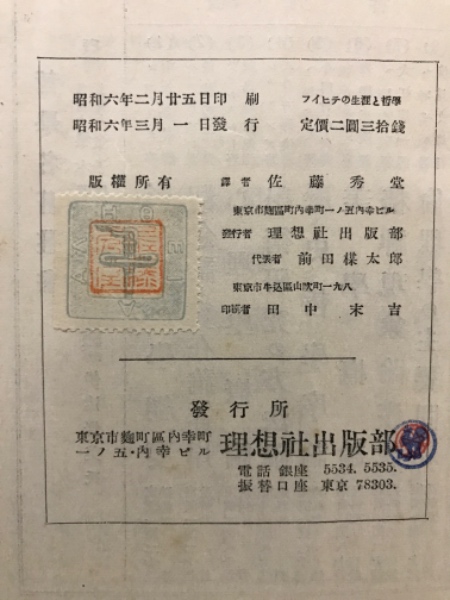 昭和六年二月廿五日印刷 フイヒテの生涯と哲學
昭和六年三月一日發行 定價二圓三拾錢
版權所有
譯者 佐藤秀堂
東京市麴町區內幸町一ノ五內幸ビル
發行者 理想社出版部
代表者 前田樣太郎
東京市牛込區山吹町一九八
印刷者 田中末吉
發行所
東京市麴町區內幸町
一ノ五・內幸ビル
理想社出版部
電話 銀座 5534. 5535.
振替口座 東京 78303.